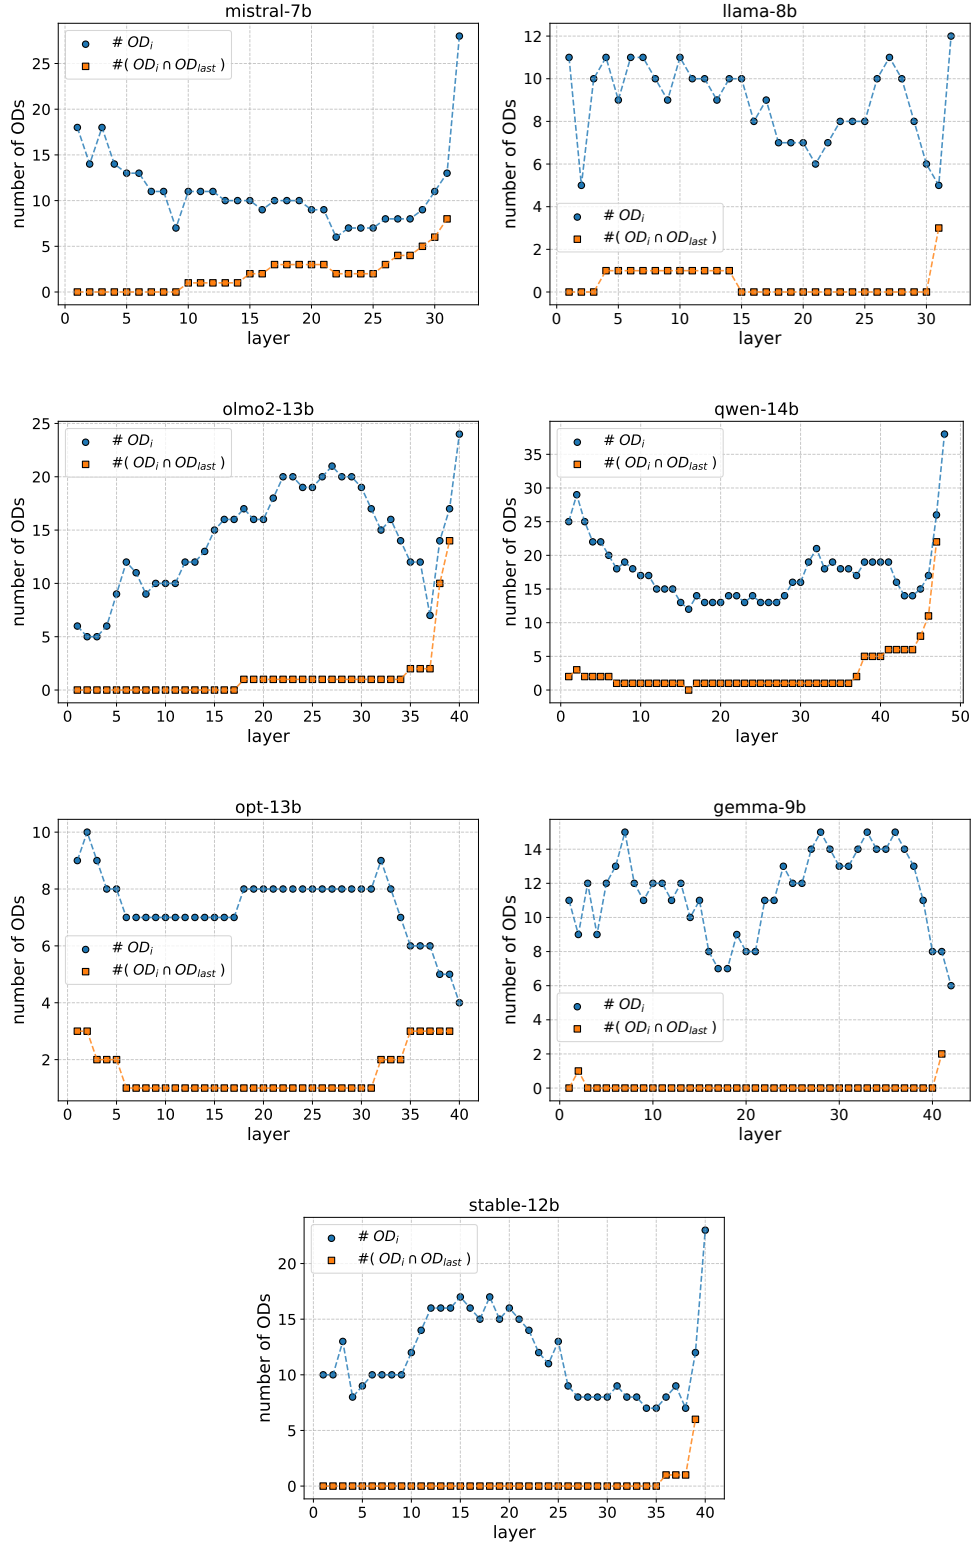 mistral-7b
# OD_i
#( OD_i ∩ OD_last )
number of ODs
0 5 10 15 20 25
0 5 10 15 20 25 30
layer
llama-8b
# OD_i
#( OD_i ∩ OD_last )
number of ODs
0 2 4 6 8 10 12
0 5 10 15 20 25 30
layer
olmo2-13b
# OD_i
#( OD_i ∩ OD_last )
number of ODs
0 5 10 15 20 25
0 5 10 15 20 25 30 35 40
layer
qwen-14b
# OD_i
#( OD_i ∩ OD_last )
number of ODs
0 5 10 15 20 25 30 35
0 10 20 30 40 50
layer
opt-13b
# OD_i
#( OD_i ∩ OD_last )
number of ODs
2 4 6 8 10
0 5 10 15 20 25 30 35 40
layer
gemma-9b
# OD_i
#( OD_i ∩ OD_last )
number of ODs
0 2 4 6 8 10 12 14
0 10 20 30 40
layer
stable-12b
# OD_i
#( OD_i ∩ OD_last )
number of ODs
0 5 10 15 20
0 5 10 15 20 25 30 35 40
layer